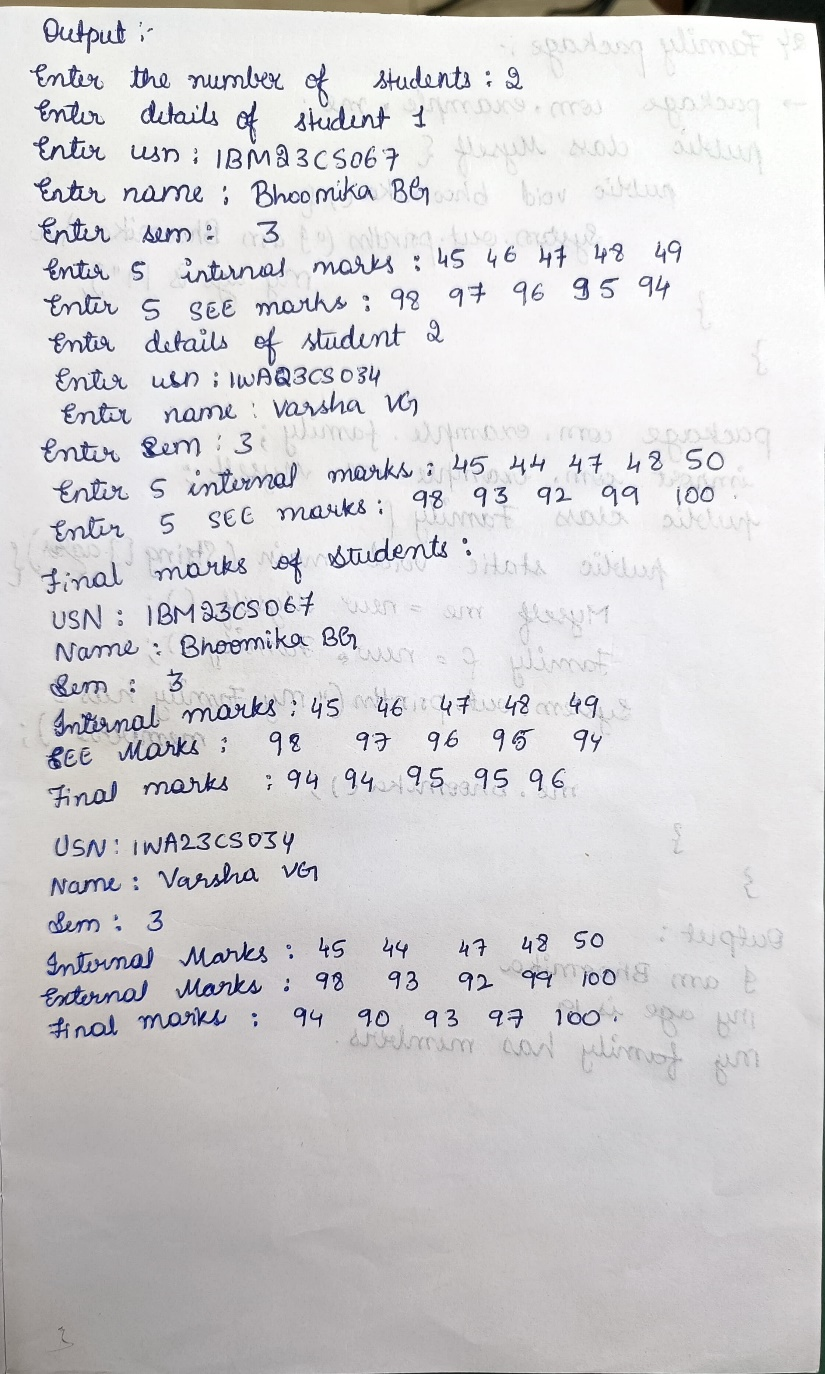 Output :-
Enter the number of students : 2
Enter details of student 1
Enter usn : 1BM23CS067
Enter name : Bhoomika BG
Enter sem : 3
Enter 5 internal marks : 45 46 47 48 49
Enter 5 SEE marks : 98 97 96 95 94
Enter details of student 2
Enter usn : 1WA23CS034
Enter name : Varsha VG
Enter Sem : 3
Enter 5 internal marks : 45 44 47 48 50
Enter 5 SEE marks : 98 93 92 99 100
Final marks of students :
USN : 1BM23CS067
Name : Bhoomika BG
Sem : 3
Internal marks : 45 46 47 48 49
SEE Marks : 98 97 96 95 94
Final marks : 94 94 95 95 96
USN : 1WA23CS034
Name : Varsha VG
Sem : 3
Internal Marks : 45 44 47 48 50
External Marks : 98 93 92 99 100
Final marks : 94 90 93 97 100.